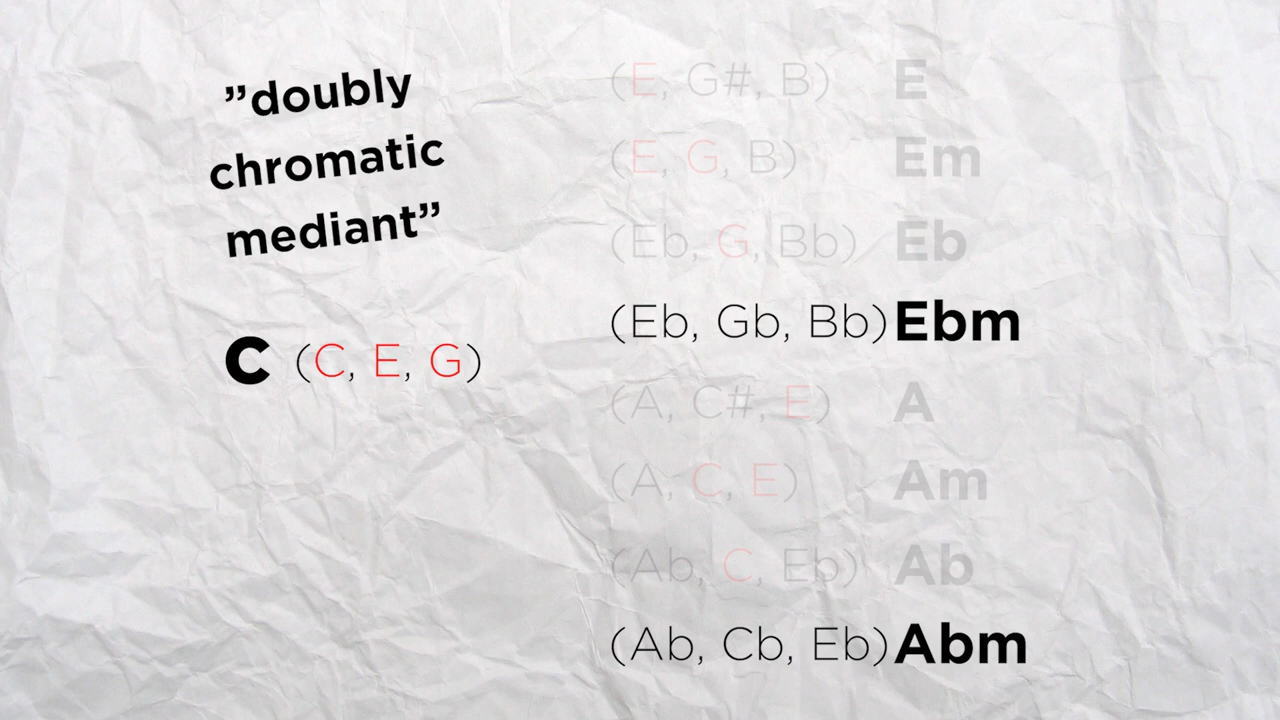 ”doubly
chromatic
mediant”
C (C, E, G)
(E, G#, B) E
(E, G, B) Em
(Eb, G, Bb) Eb
(Eb, Gb, Bb) Ebm
(A, C#, E) A
(A, C, E) Am
(Ab, C, Eb) Ab
(Ab, Cb, Eb) Abm